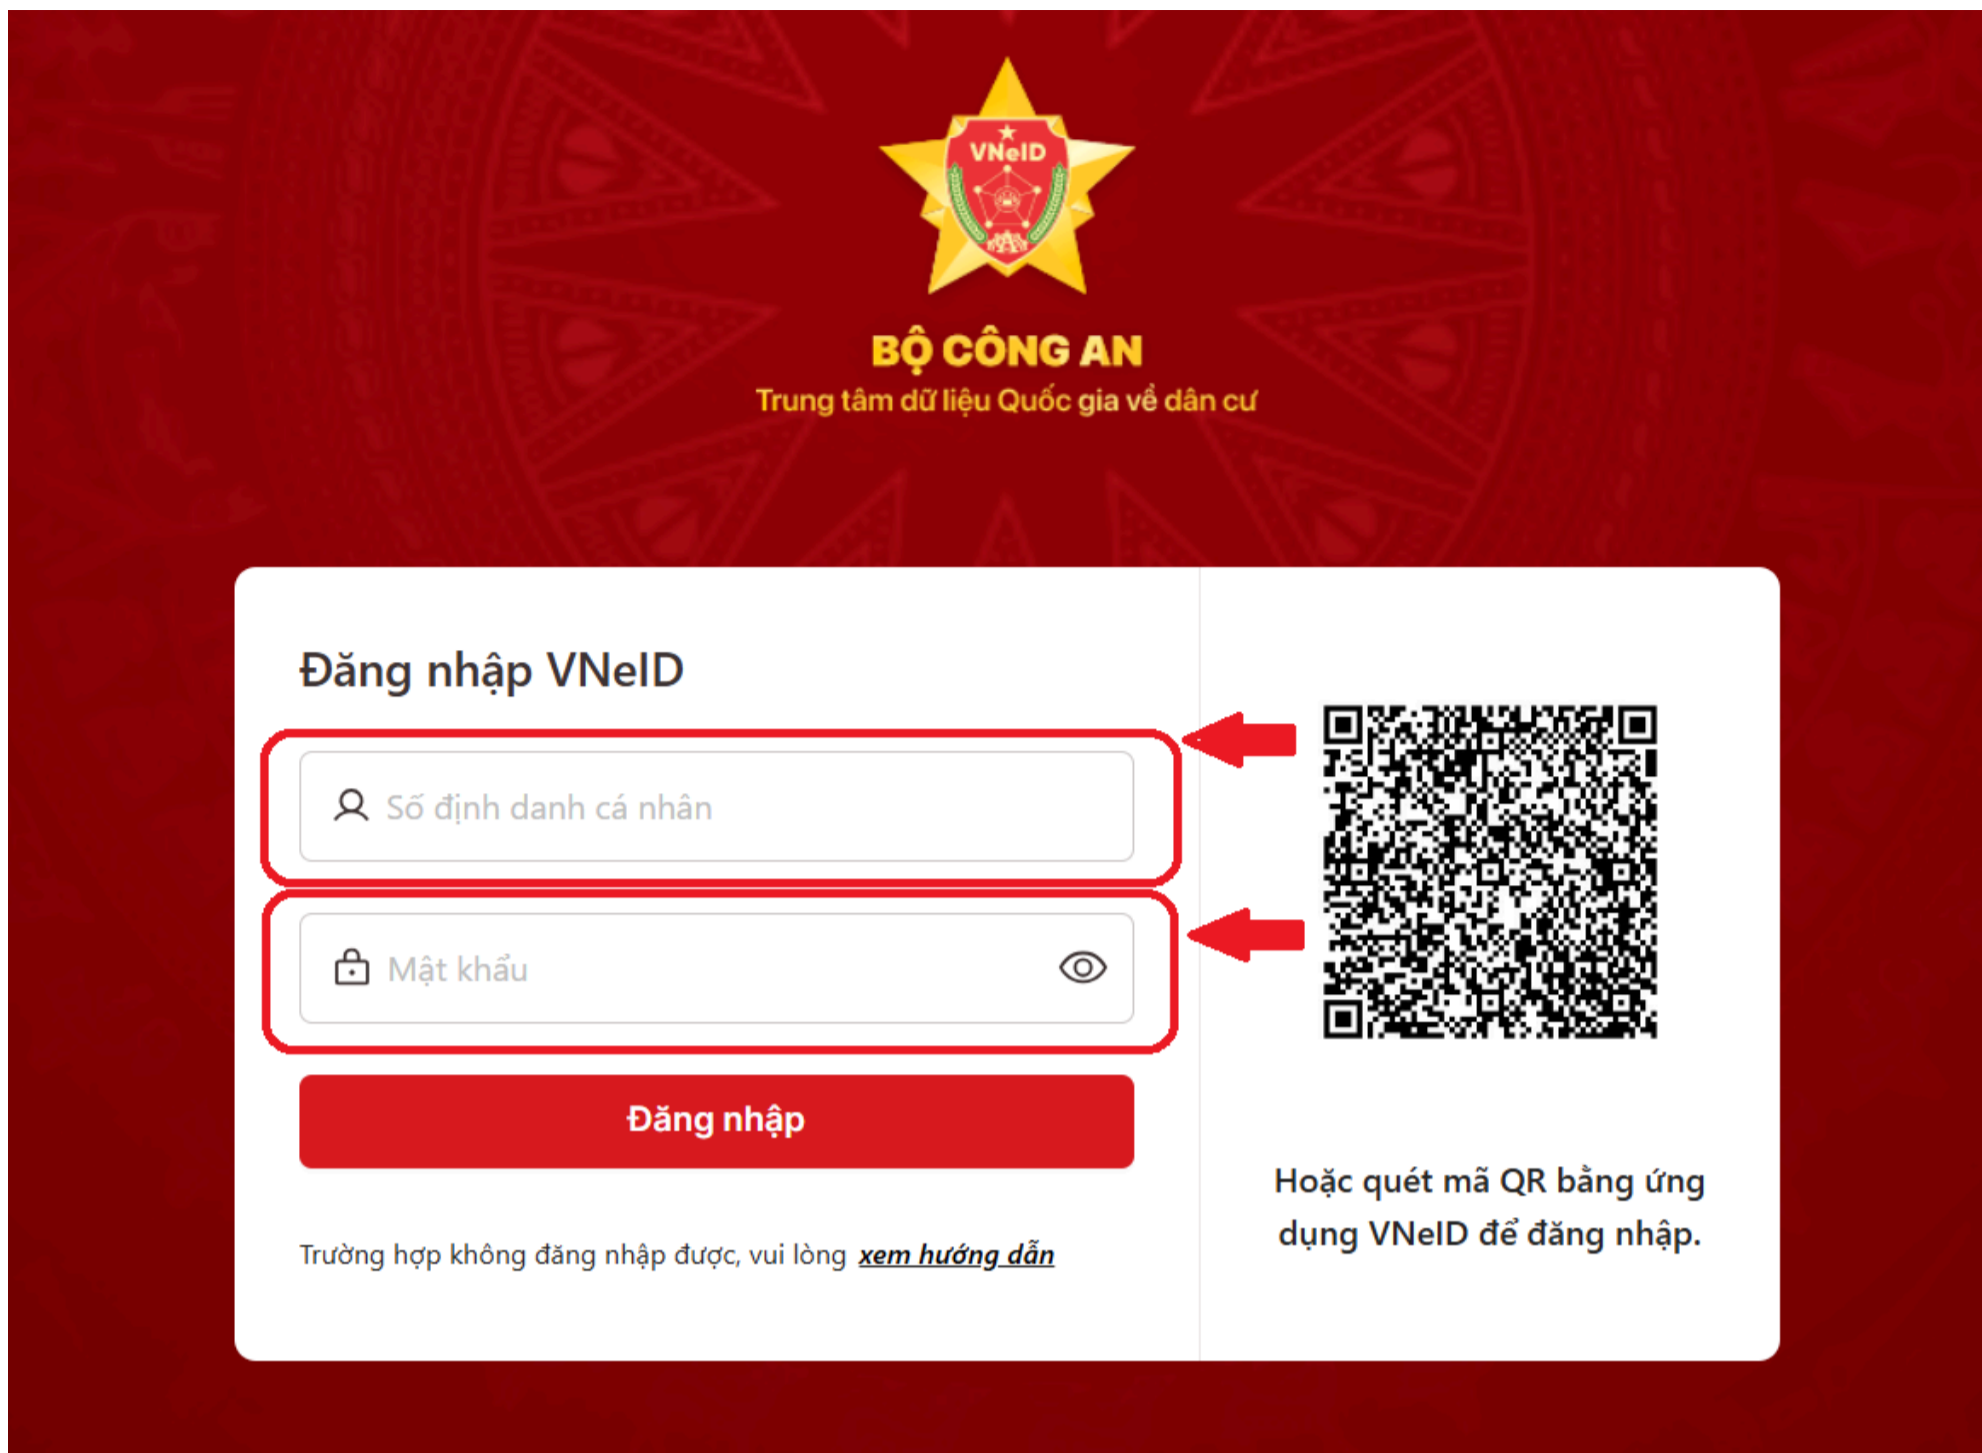 VNeID
BỘ CÔNG AN
Trung tâm dữ liệu Quốc gia về dân cư
Đăng nhập VNeID
Số định danh cá nhân
Mật khẩu
Đăng nhập
Trường hợp không đăng nhập được, vui lòng xem hướng dẫn
Hoặc quét mã QR bằng ứng
dụng VNeID để đăng nhập.